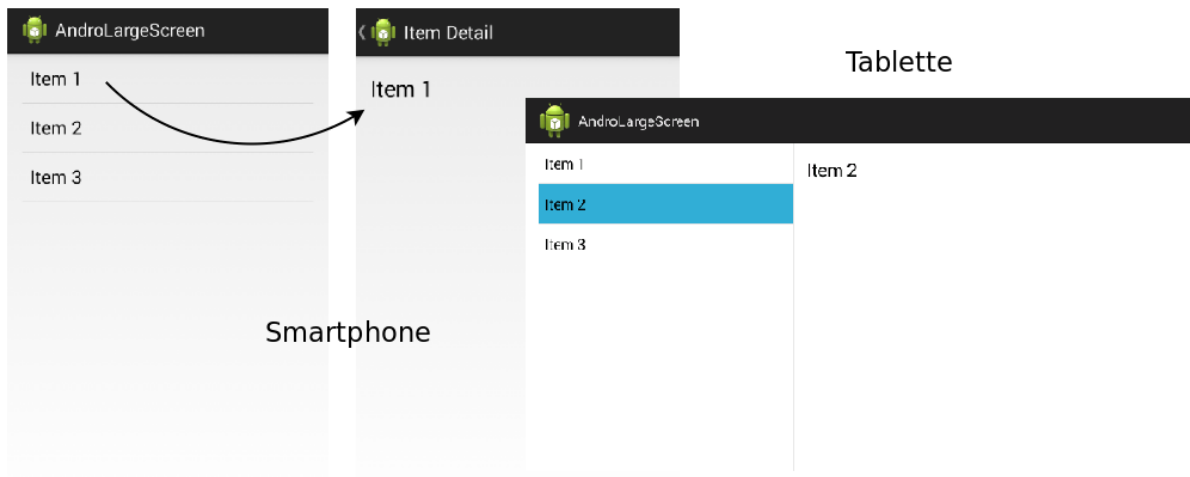 AndroLargeScreen
Item 1
Item 2
Item 3
Item Detail
Item 1
Smartphone
Tablette
AndroLargeScreen
Item 1
Item 2
Item 3
Item 2